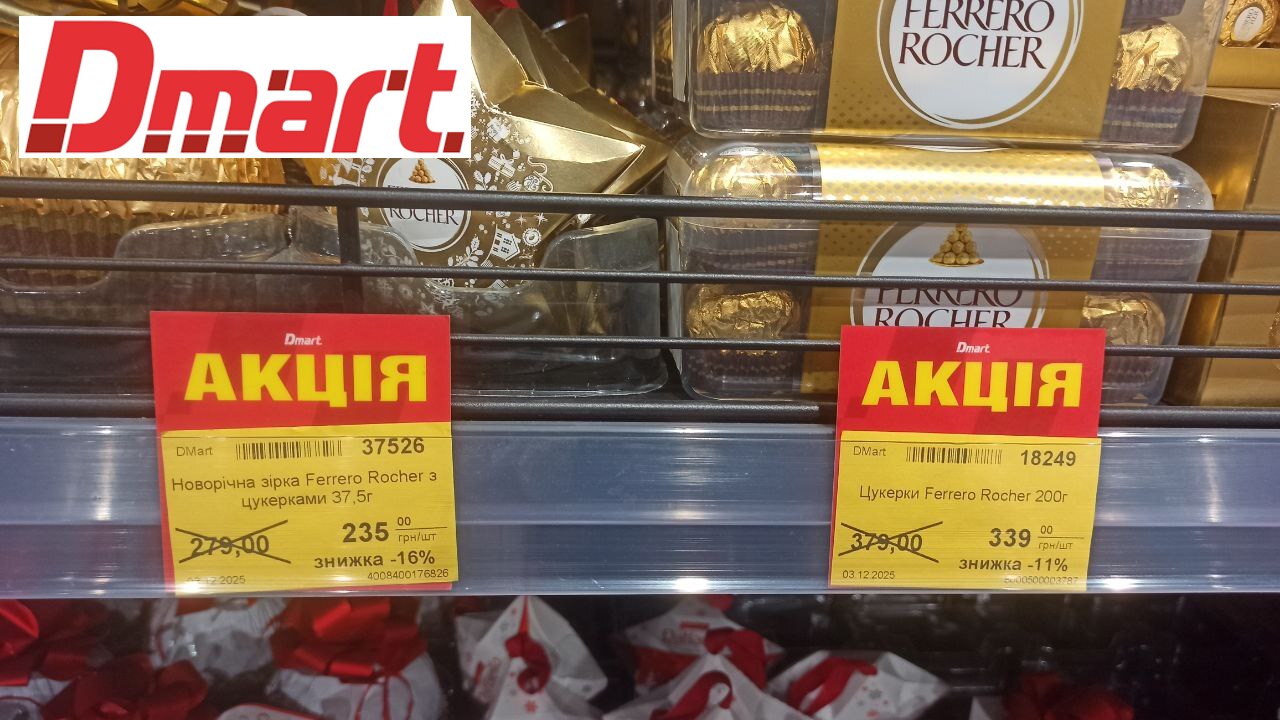 Dmart.
FERRERO
ROCHER
ROCHER
FERRERO
ROCHER
Dmart.
АКЦІЯ
DMart
37526
Новорічна зірка Ferrero Rocher з
цукерками 37,5г
279,00
235 00
грн/шт
знижка -16%
03.12.2025
4008400176826
Dmart.
АКЦІЯ
DMart
18249
Цукерки Ferrero Rocher 200г
379,00
339 00
грн/шт
знижка -11%
03.12.2025
8000500003787